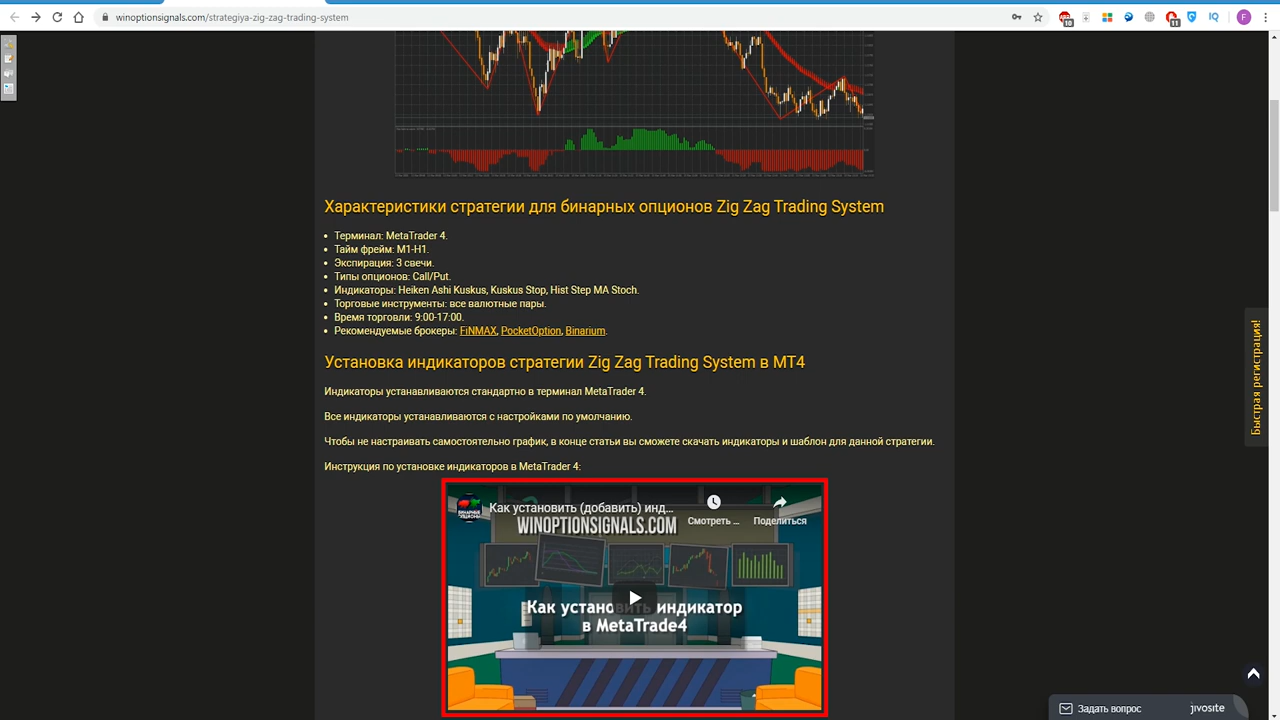 winoptionsignals.com/strategiya-zig-zag-trading-system
Характеристики стратегии для бинарных опционов Zig Zag Trading System
Терминал: MetaTrader 4.
Тайм фрейм: M1-H1.
Экспирация: 3 свечи.
Типы опционов: Call/Put.
Индикаторы: Heiken Ashi Kuskus, Kuskus Stop, Hist Step MA Stoch.
Торговые инструменты: все валютные пары.
Время торговли: 9:00-17:00.
Рекомендуемые брокеры: FiNMAX, PocketOption, Binarium.
Установка индикаторов стратегии Zig Zag Trading System в MT4
Индикаторы устанавливаются стандартно в терминал MetaTrader 4.
Все индикаторы устанавливаются с настройками по умолчанию.
Чтобы не настраивать самостоятельно график, в конце статьи вы сможете скачать индикаторы и шаблон для данной стратегии.
Инструкция по установке индикаторов в MetaTrader 4:
Как установить (добавить) инд...
Смотреть ...
Поделиться
WINOPTIONSIGNALS.COM
Как установить индикатор
в MetaTrade4
Быстрая регистрация!
Задать вопрос
jivosite